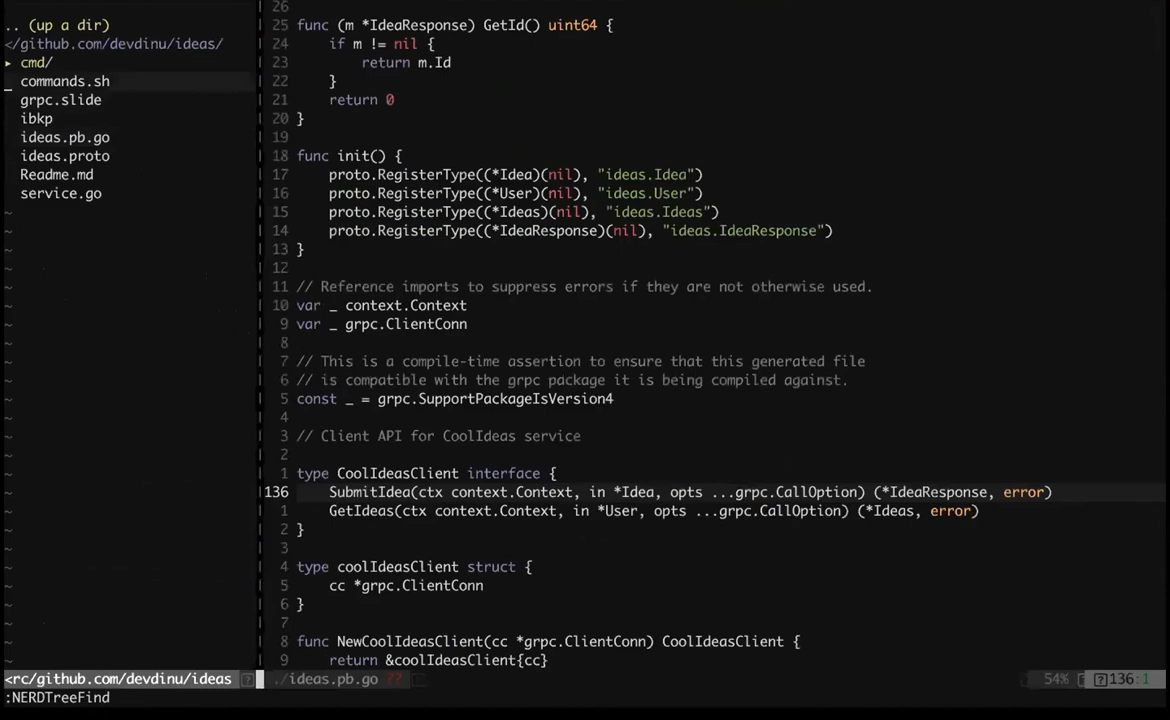 .. (up a dir)
</github.com/devdinu/ideas/
▸ cmd/
commands.sh
grpc.slide
ibkp
ideas.pb.go
ideas.proto
Readme.md
service.go
26
25 func (m *IdeaResponse) GetId() uint64 {
24     if m != nil {
23         return m.Id
22     }
21     return 0
20 }
19
18 func init() {
17     proto.RegisterType((*Idea)(nil), "ideas.Idea")
16     proto.RegisterType((*User)(nil), "ideas.User")
15     proto.RegisterType((*Ideas)(nil), "ideas.Ideas")
14     proto.RegisterType((*IdeaResponse)(nil), "ideas.IdeaResponse")
13 }
12
11 // Reference imports to suppress errors if they are not otherwise used.
10 var _ context.Context
9 var _ grpc.ClientConn
8
7 // This is a compile-time assertion to ensure that this generated file
6 // is compatible with the grpc package it is being compiled against.
5 const _ = grpc.SupportPackageIsVersion4
4
3 // Client API for CoolIdeas service
2
1 type CoolIdeasClient interface {
136     SubmitIdea(ctx context.Context, in *Idea, opts ...grpc.CallOption) (*IdeaResponse, error)
1     GetIdeas(ctx context.Context, in *User, opts ...grpc.CallOption) (*Ideas, error)
2 }
3
4 type coolIdeasClient struct {
5     cc *grpc.ClientConn
6 }
7
8 func NewCoolIdeasClient(cc *grpc.ClientConn) CoolIdeasClient {
9     return &coolIdeasClient{cc}
<rc/github.com/devdinu/ideas ./ideas.pb.go ?? 54% 136:1
:NERDTreeFind